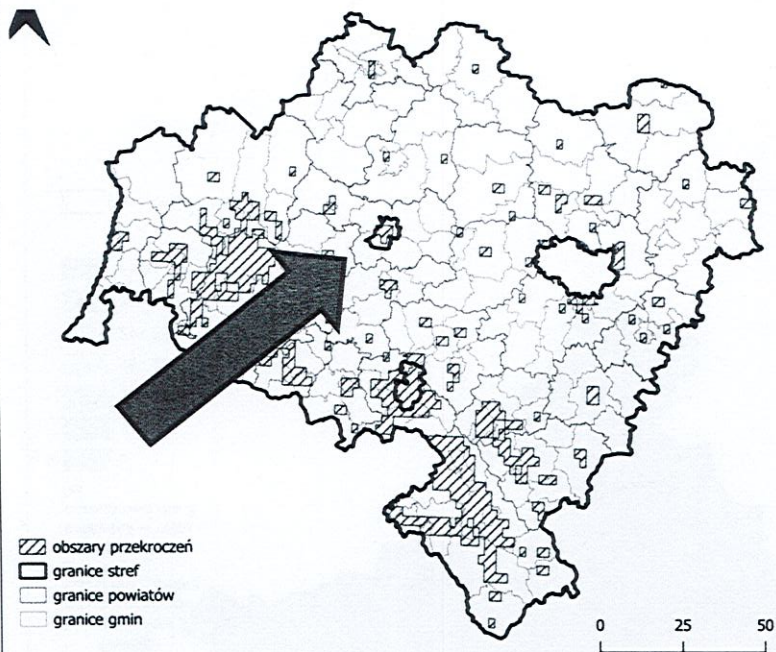 obszary przekroczeń
granice stref
granice powiatów
granice gmin
0 25 50